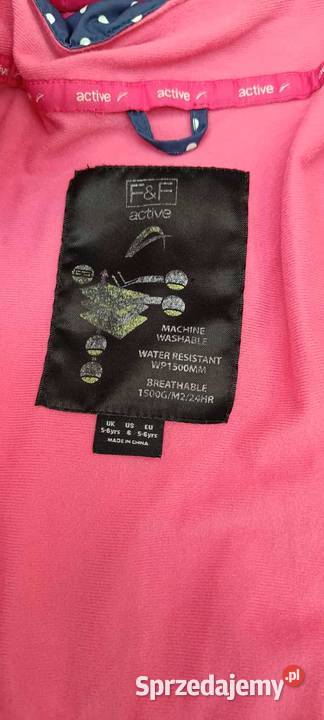 active active active
F&F
active
MACHINE
WASHABLE
WATER RESISTANT
WP1500MM
BREATHABLE
1500G/M2/24HR
UK US EU
5-6yrs 6 5-6yrs
MADE IN CHINA
Sprzedajemy.pl